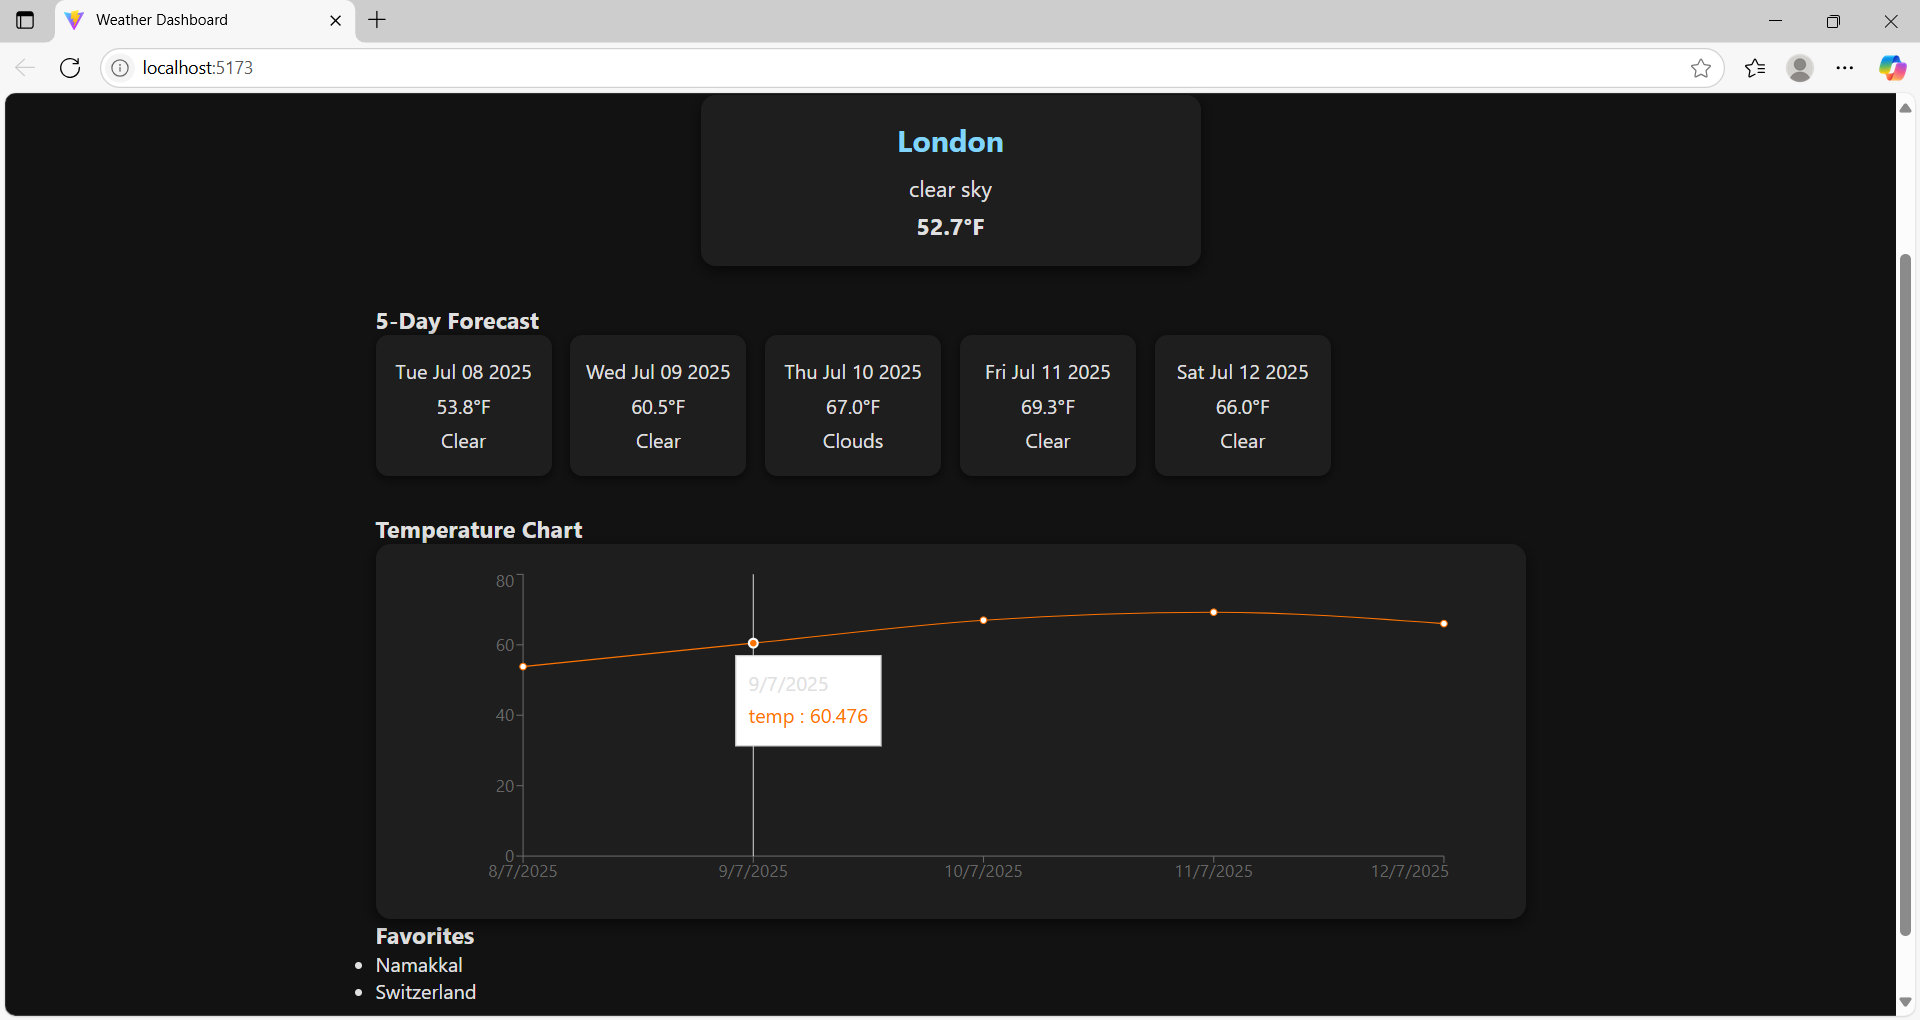 Weather Dashboard
localhost:5173
London
clear sky
52.7°F
5-Day Forecast
Tue Jul 08 2025
53.8°F
Clear
Wed Jul 09 2025
60.5°F
Clear
Thu Jul 10 2025
67.0°F
Clouds
Fri Jul 11 2025
69.3°F
Clear
Sat Jul 12 2025
66.0°F
Clear
Temperature Chart
80
60
40
20
0
9/7/2025
temp : 60.476
8/7/2025
9/7/2025
10/7/2025
11/7/2025
12/7/2025
Favorites
Namakkal
Switzerland